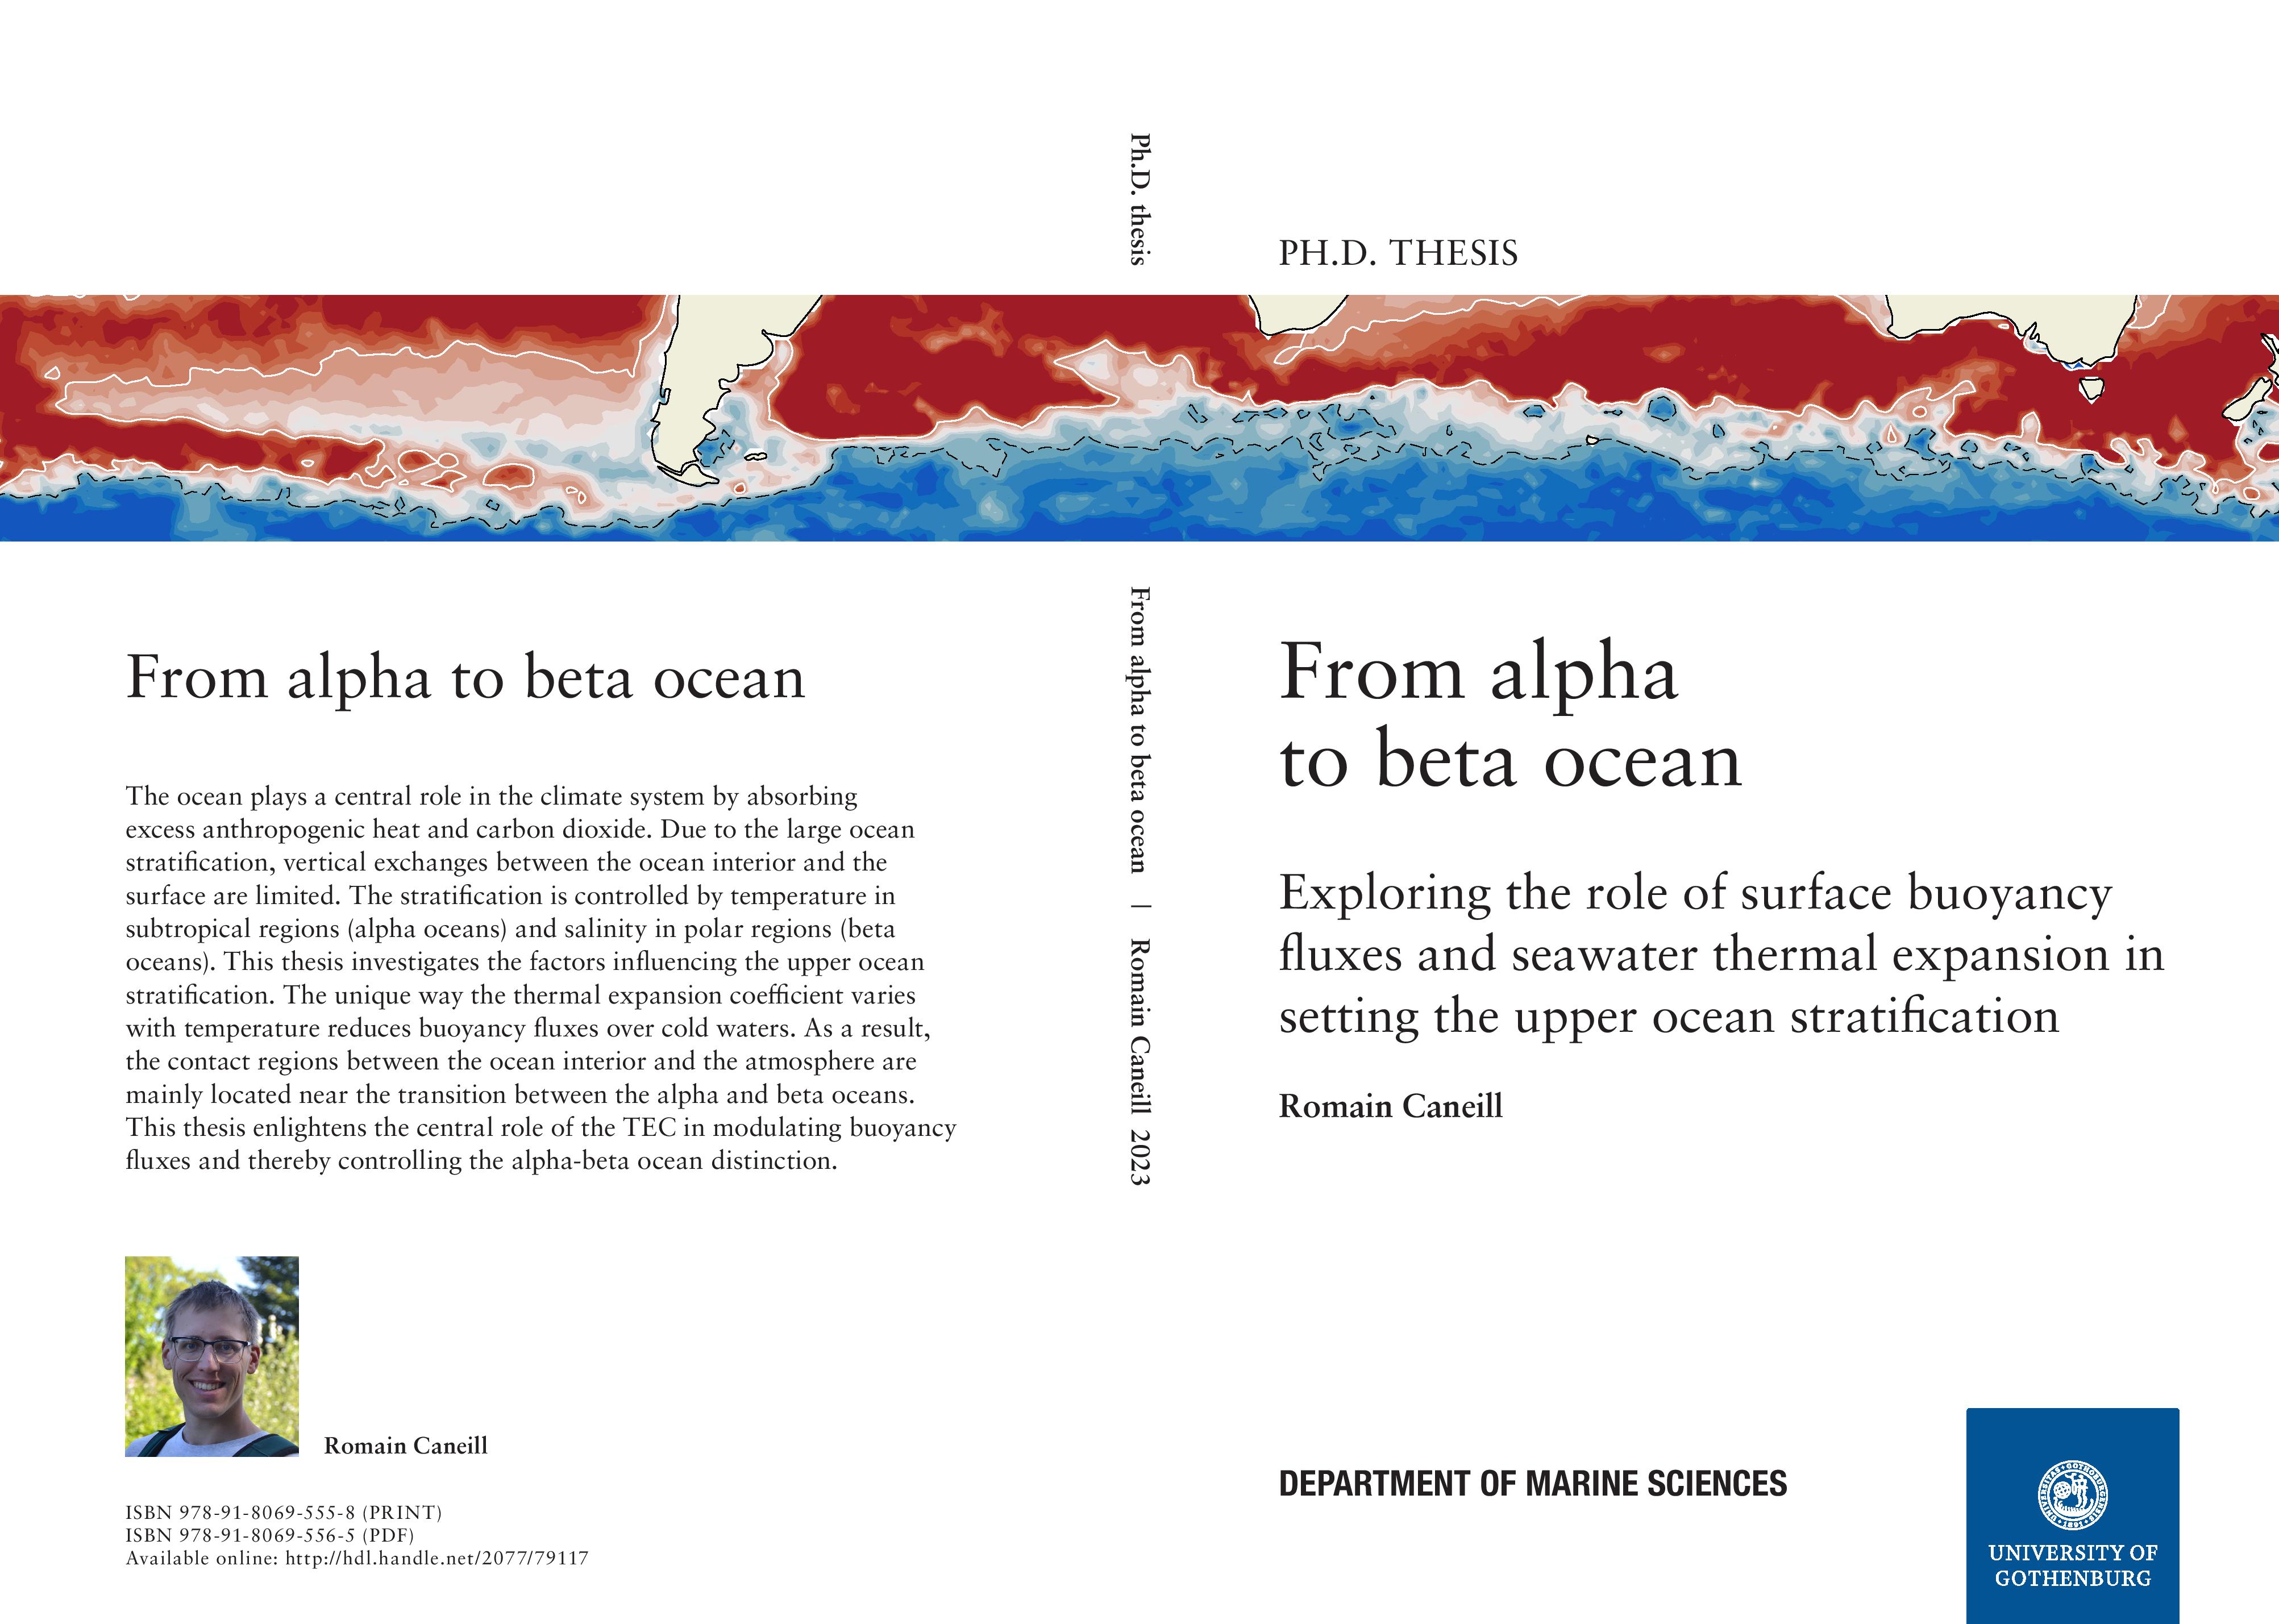 From alpha to beta ocean
The ocean plays a central role in the climate system by absorbing
excess anthropogenic heat and carbon dioxide. Due to the large ocean
stratification, vertical exchanges between the ocean interior and the
surface are limited. The stratification is controlled by temperature in
subtropical regions (alpha oceans) and salinity in polar regions (beta
oceans). This thesis investigates the factors influencing the upper ocean
stratification. The unique way the thermal expansion coefficient varies
with temperature reduces buoyancy fluxes over cold waters. As a result,
the contact regions between the ocean interior and the atmosphere are
mainly located near the transition between the alpha and beta oceans.
This thesis enlightens the central role of the TEC in modulating buoyancy
fluxes and thereby controlling the alpha-beta ocean distinction.
Romain Caneill
ISBN 978-91-8069-555-8 (PRINT)
ISBN 978-91-8069-556-5 (PDF)
Available online: http://hdl.handle.net/2077/79117
Ph.D. thesis
From alpha to beta ocean | Romain Caneill 2023
PH.D. THESIS
From alpha
to beta ocean
Exploring the role of surface buoyancy
fluxes and seawater thermal expansion in
setting the upper ocean stratification
Romain Caneill
DEPARTMENT OF MARINE SCIENCES
UNIVERSITY OF
GOTHENBURG